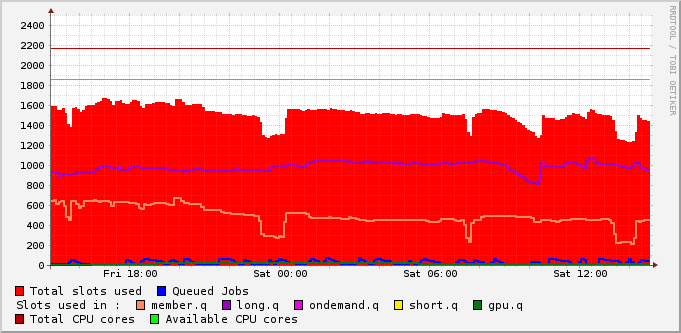 2400
2200
2000
1800
1600
1400
1200
1000
800
600
400
200
0
Fri 18:00 Sat 00:00 Sat 06:00 Sat 12:00
Total slots used Queued Jobs
Slots used in : member.q long.q ondemand.q short.q gpu.q
Total CPU cores Available CPU cores
RRDTOOL / TOBI OETIKER